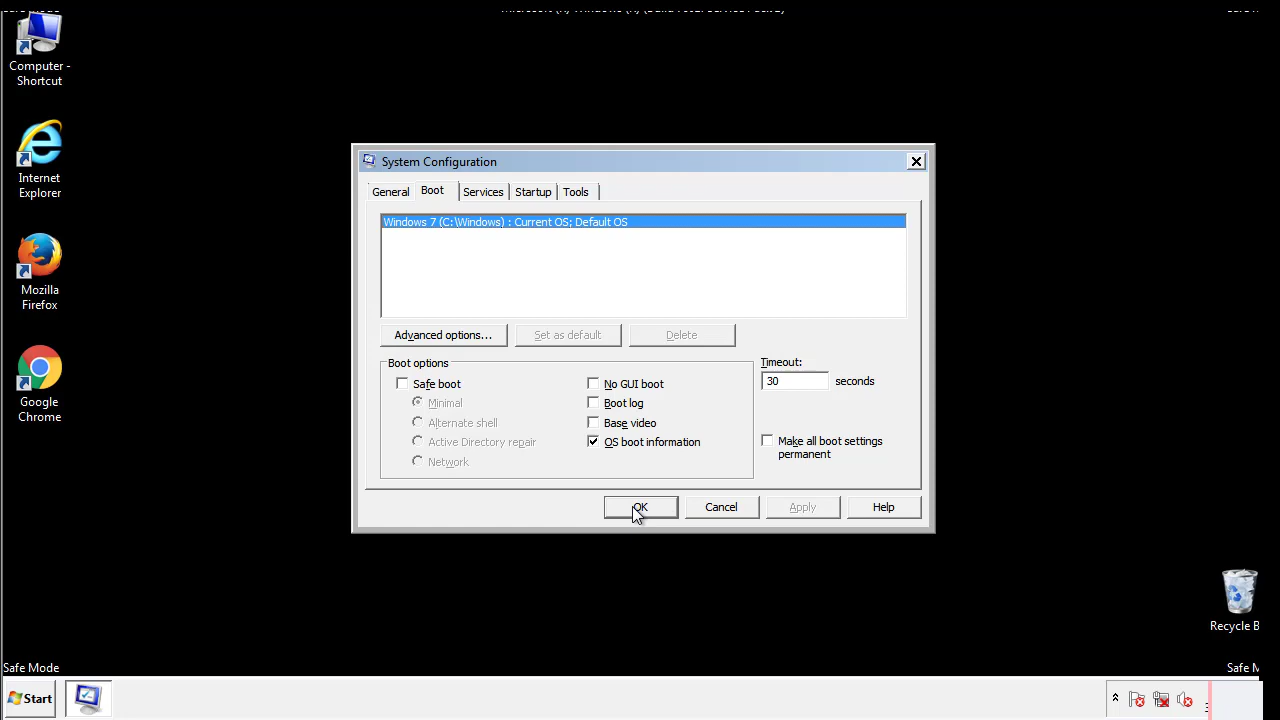 Computer -
Shortcut
Internet
Explorer
Mozilla
Firefox
Google
Chrome
System Configuration
General Boot Services Startup Tools
Windows 7 (C:\Windows) : Current OS; Default OS
Advanced options... Set as default Delete
Boot options
Safe boot
Minimal
Alternate shell
Active Directory repair
Network
No GUI boot
Boot log
Base video
OS boot information
Timeout:
30 seconds
Make all boot settings
permanent
OK Cancel Apply Help
Recycle B
Safe Mode
Safe M
Start